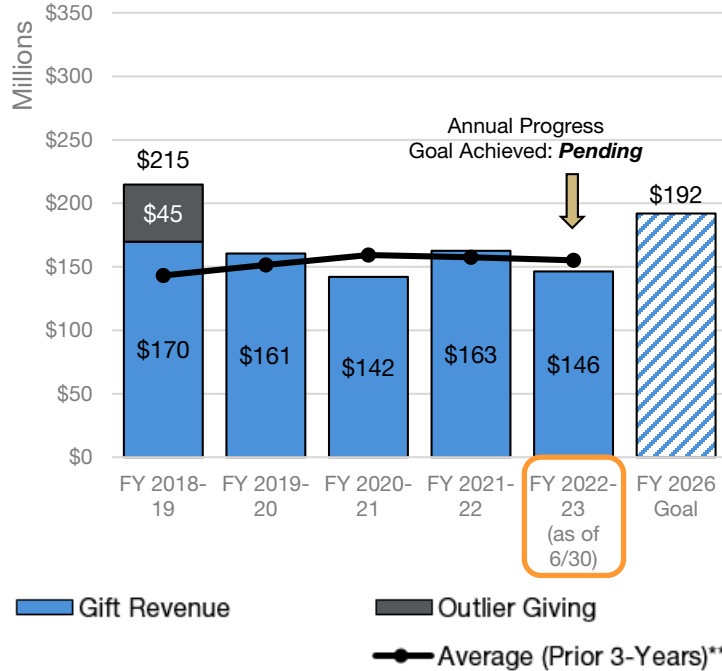 Millions
$350
$300
$250
$200
$150
$100
$50
$0
Annual Progress
Goal Achieved: Pending
$215
$45
$170
$161
$142
$163
$146
$192
FY 2018-
19
FY 2019-
20
FY 2020-
21
FY 2021-
22
FY 2022-
23
(as of
6/30)
FY 2026
Goal
Gift Revenue
Outlier Giving
Average (Prior 3-Years)**